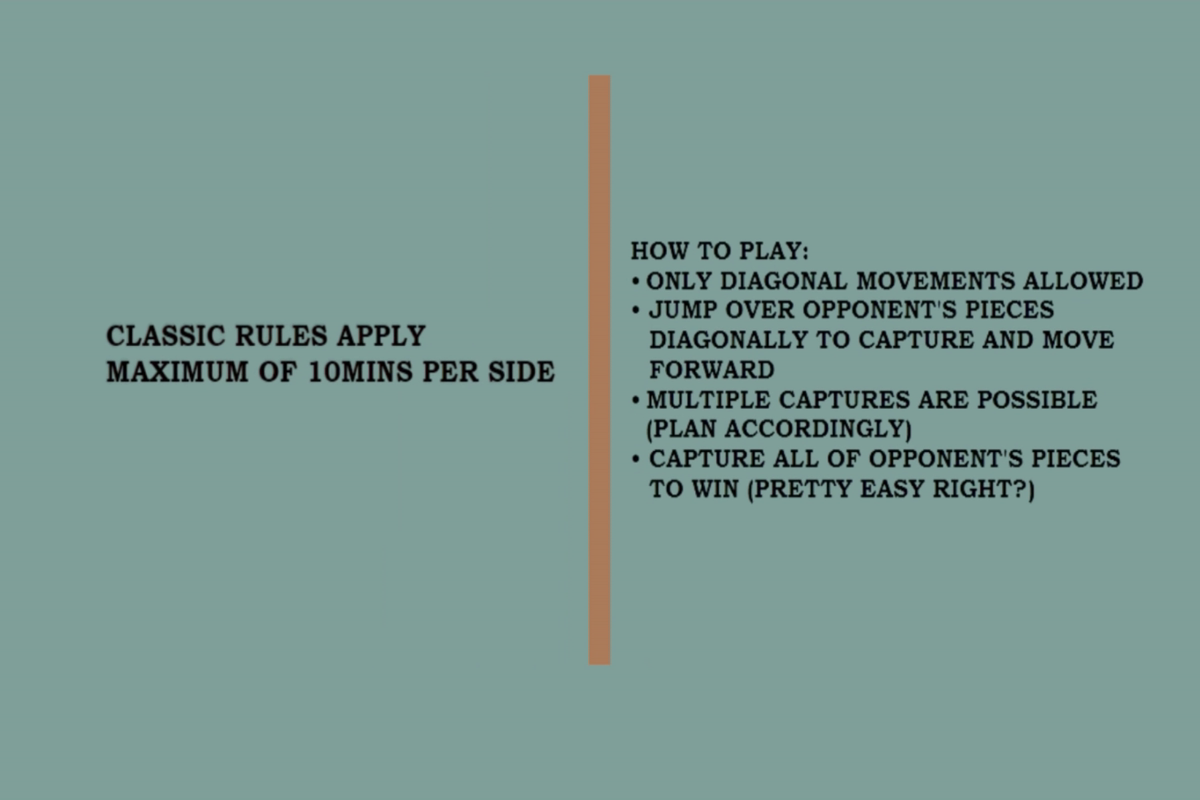 CLASSIC RULES APPLY
MAXIMUM OF 10MINS PER SIDE
HOW TO PLAY:
• ONLY DIAGONAL MOVEMENTS ALLOWED
• JUMP OVER OPPONENT'S PIECES
DIAGONALLY TO CAPTURE AND MOVE
FORWARD
• MULTIPLE CAPTURES ARE POSSIBLE
(PLAN ACCORDINGLY)
• CAPTURE ALL OF OPPONENT'S PIECES
TO WIN (PRETTY EASY RIGHT?)